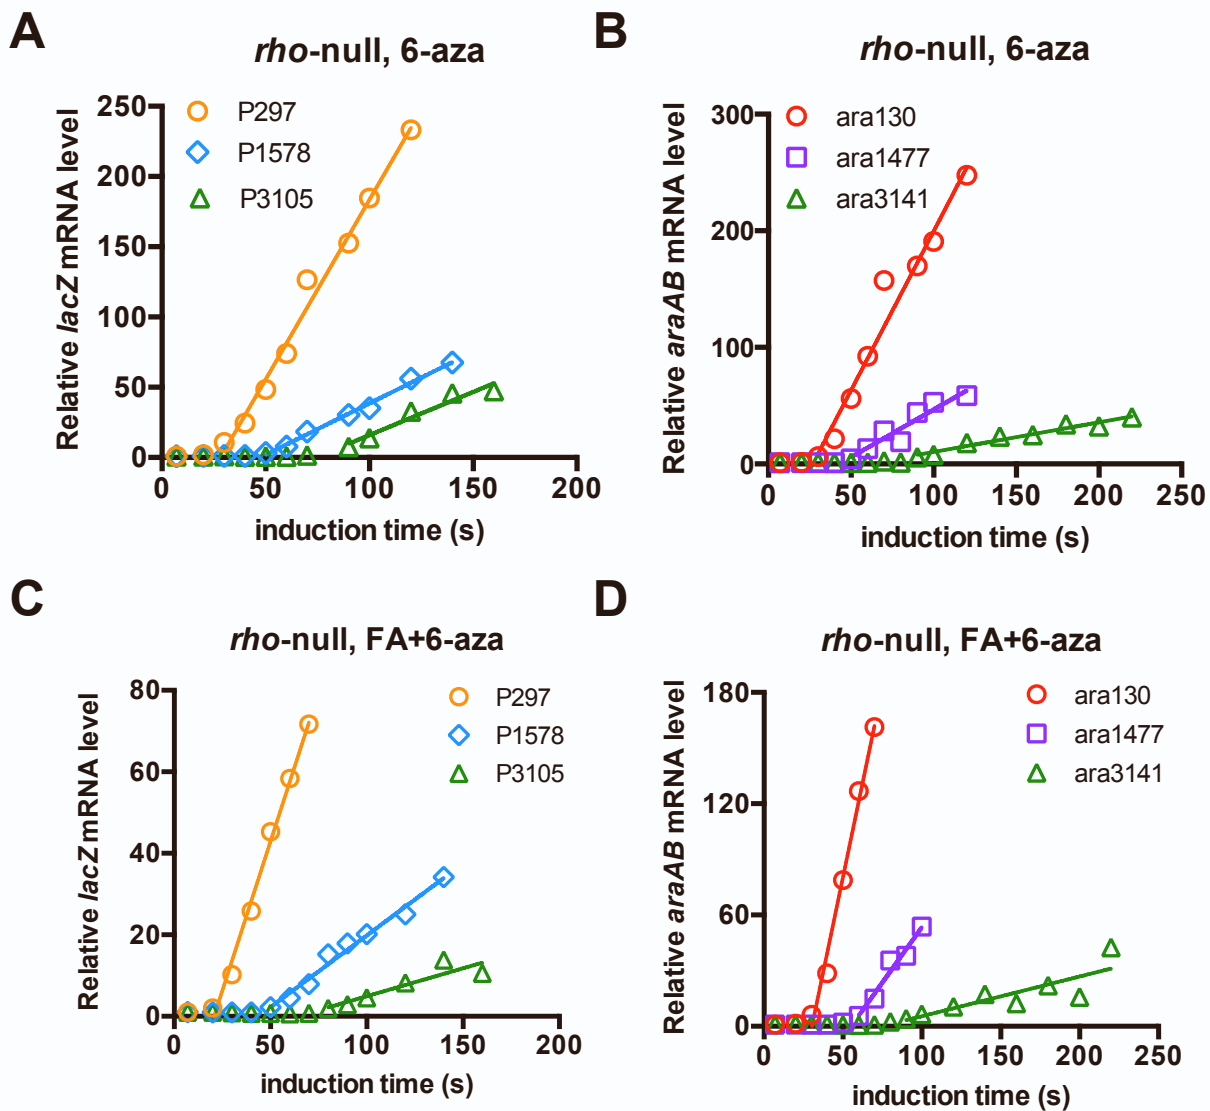 A
rho-null, 6-aza
Relative lacZ mRNA level
250
200
150
100
50
0
P297
P1578
P3105
0 50 100 150 200
induction time (s)
B
rho-null, 6-aza
Relative araAB mRNA level
300
200
100
0
ara130
ara1477
ara3141
0 50 100 150 200 250
induction time (s)
C
rho-null, FA+6-aza
Relative lacZ mRNA level
80
60
40
20
0
P297
P1578
P3105
0 50 100 150 200
induction time (s)
D
rho-null, FA+6-aza
Relative araAB mRNA level
180
120
60
0
ara130
ara1477
ara3141
0 50 100 150 200 250
induction time (s)